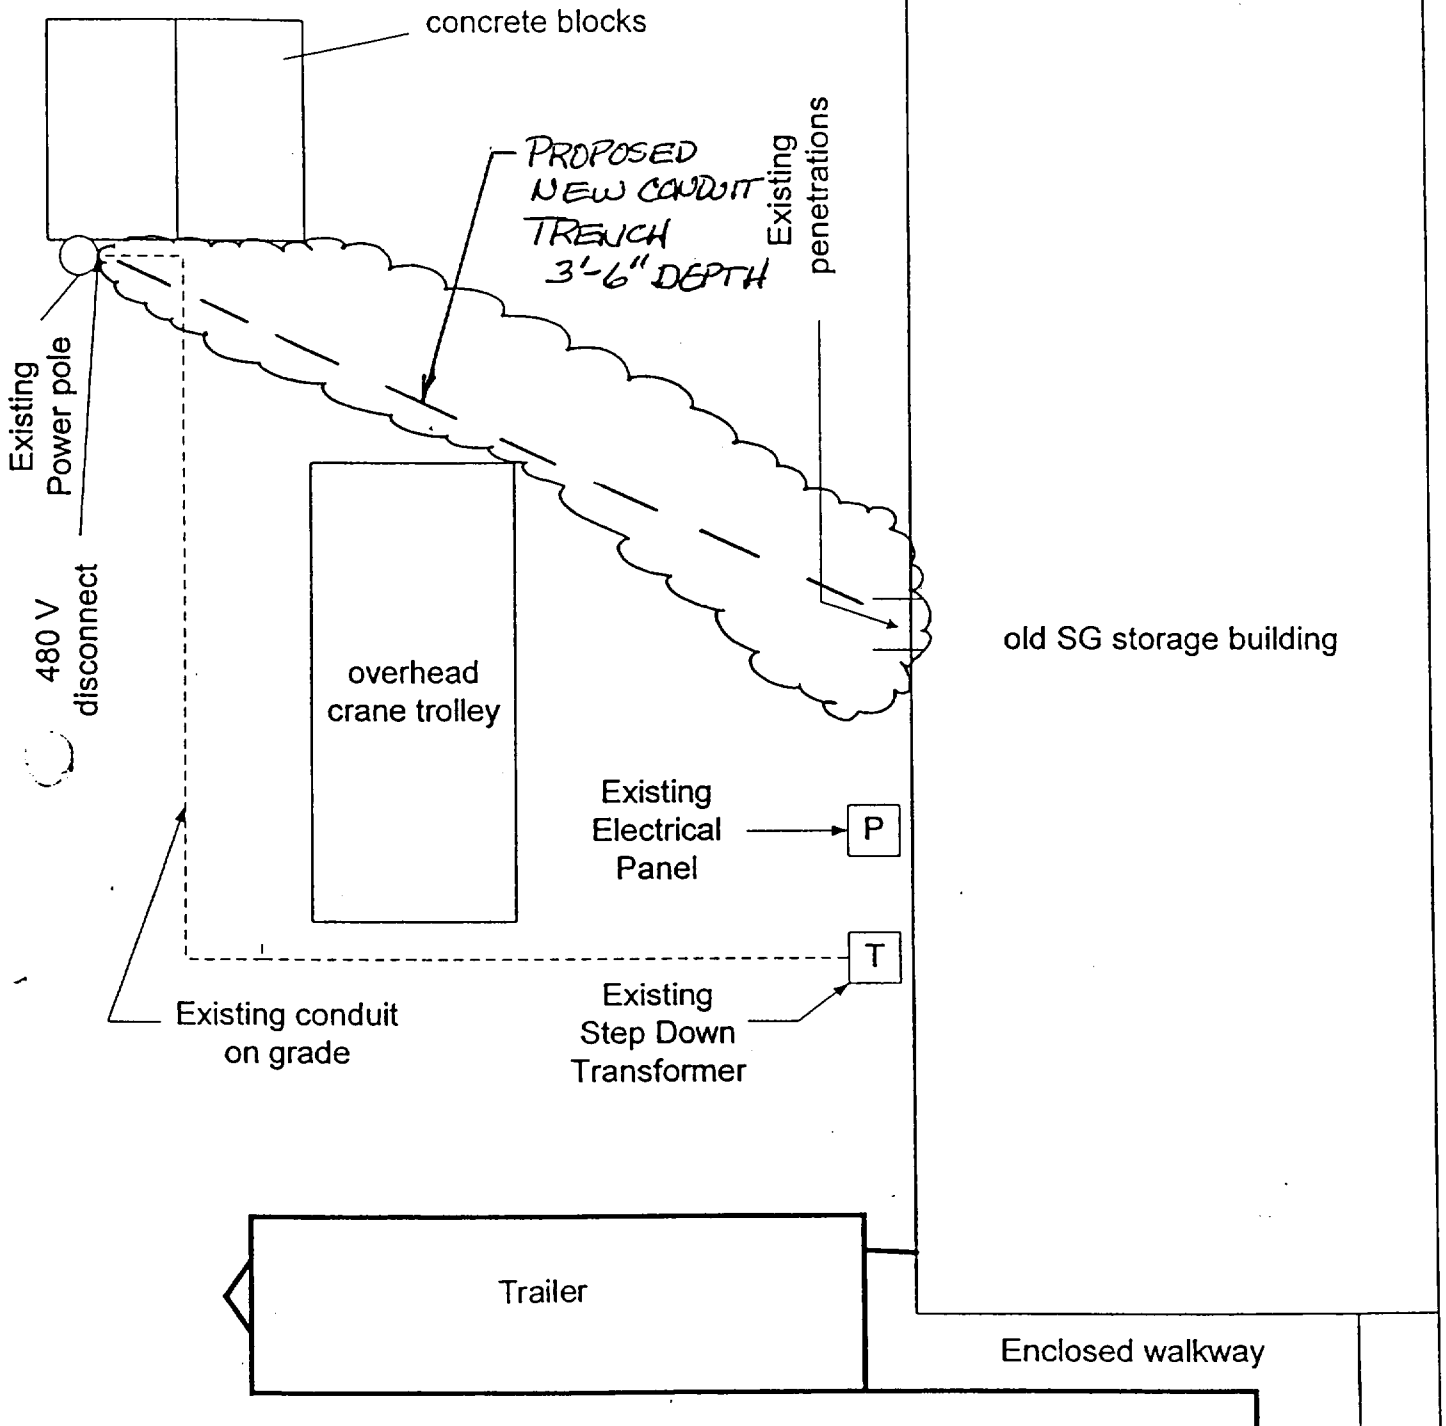 concrete blocks
PROPOSED
NEW CONDUIT
TRENCH
3'-6" DEPTH
Existing
penetrations
Existing
Power pole
480 V
disconnect
old SG storage building
overhead
crane trolley
Existing
Electrical
Panel
P
T
Existing conduit
on grade
Existing
Step Down
Transformer
Trailer
Enclosed walkway